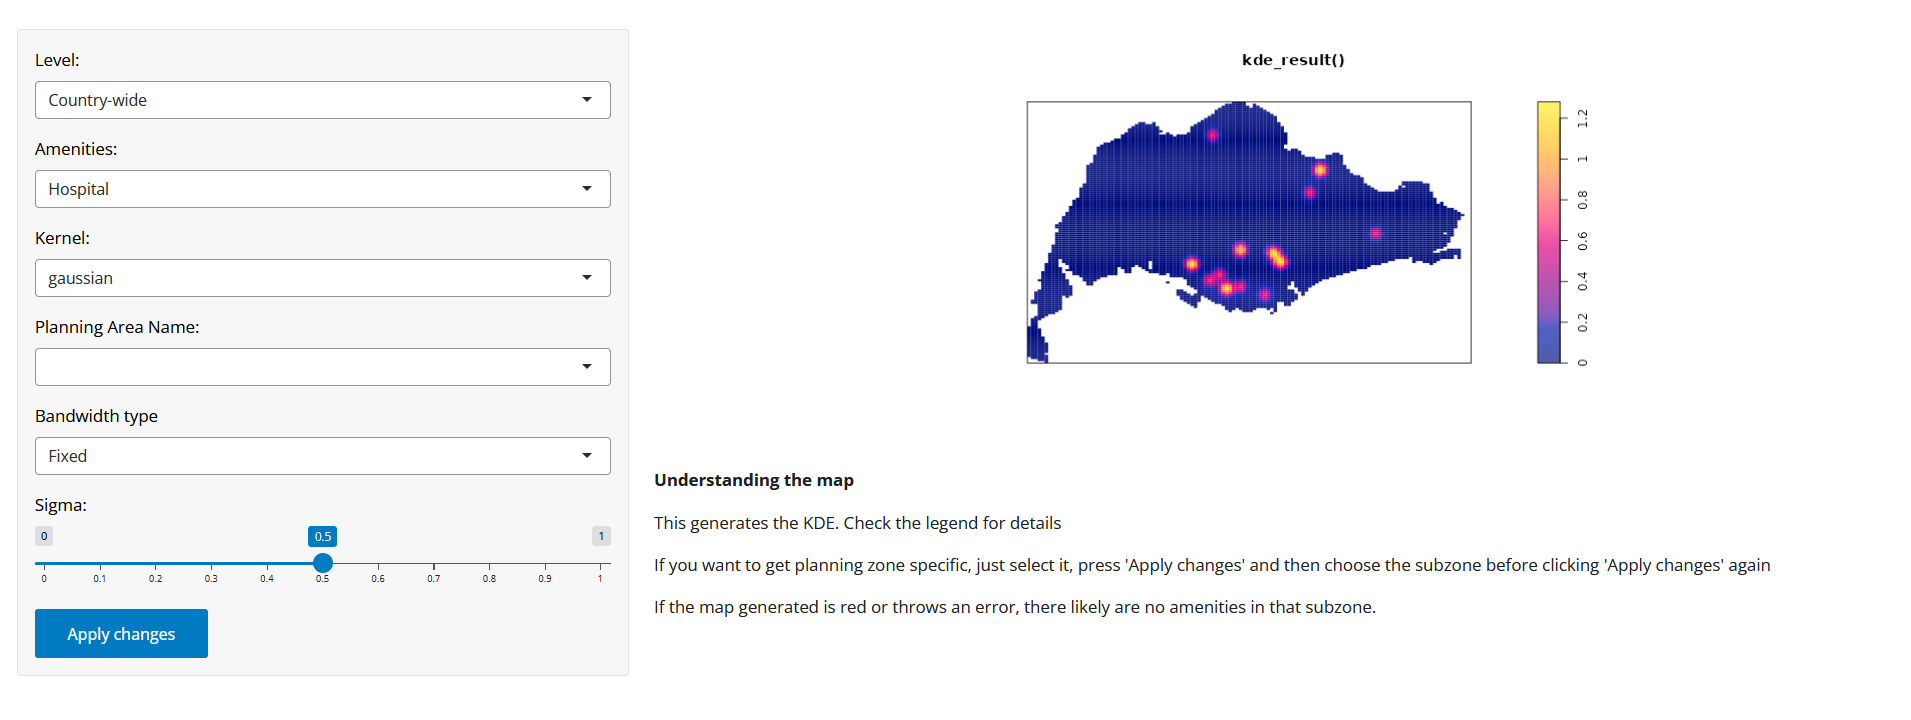 Level:
Country-wide
Amenities:
Hospital
Kernel:
gaussian
Planning Area Name:
Bandwidth type
Fixed
Sigma:
0 0.5 1
0 0.1 0.2 0.3 0.4 0.5 0.6 0.7 0.8 0.9 1
Apply changes
kde_result()
1.2
1
0.8
0.6
0.4
0.2
0
Understanding the map
This generates the KDE. Check the legend for details
If you want to get planning zone specific, just select it, press 'Apply changes' and then choose the subzone before clicking 'Apply changes' again
If the map generated is red or throws an error, there likely are no amenities in that subzone.